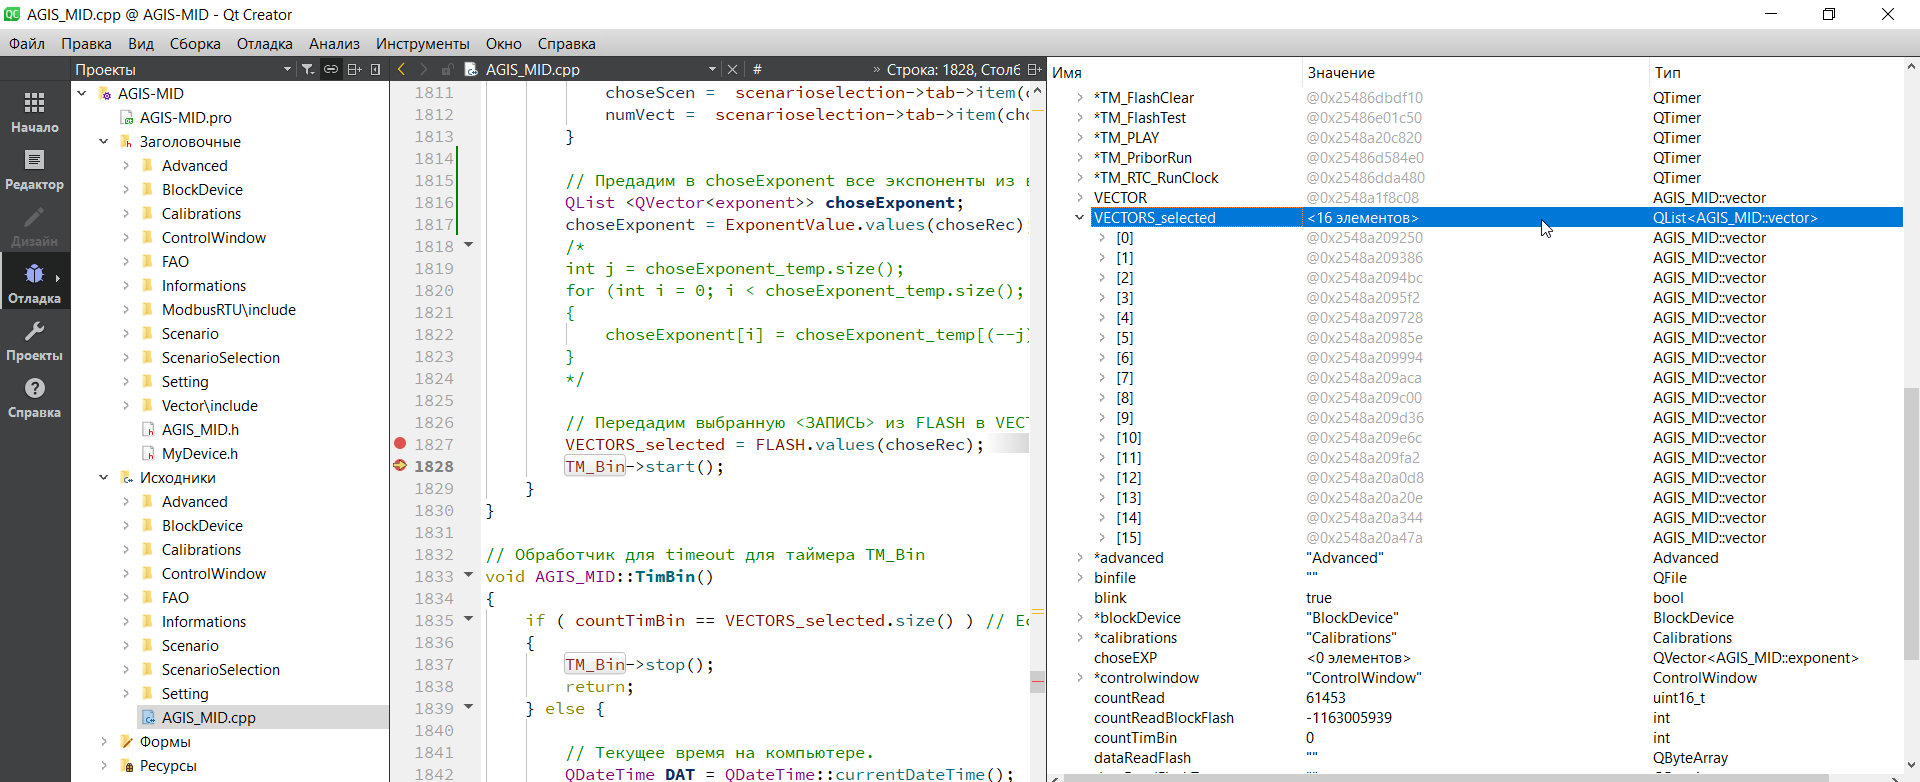 AGIS_MID.cpp @ AGIS-MID - Qt Creator
Файл Правка Вид Сборка Отладка Анализ Инструменты Окно Справка
Начало
Редактор
Дизайн
Отладка
Проекты
Справка
Проекты
AGIS-MID
AGIS-MID.pro
Заголовочные
Advanced
BlockDevice
Calibrations
ControlWindow
FAO
Informations
ModbusRTU\include
Scenario
ScenarioSelection
Setting
Vector\include
AGIS_MID.h
MyDevice.h
Исходники
Advanced
BlockDevice
Calibrations
ControlWindow
FAO
Informations
Scenario
ScenarioSelection
Setting
AGIS_MID.cpp
Формы
Ресурсы
AGIS_MID.cpp # » Строка: 1828, Столб
1811 choseScen = scenarioselection->tab->item(
1812 numVect = scenarioselection->tab->item(cho
1813 }
1814
1815 // Предадим в choseExponent все экспоненты из
1816 QList <QVector<exponent>> choseExponent;
1817 choseExponent = ExponentValue.values(choseRec);
1818 /*
1819 int j = choseExponent_temp.size();
1820 for (int i = 0; i < choseExponent_temp.size();
1821 {
1822 choseExponent[i] = choseExponent_temp[(--j)
1823 }
1824 */
1825
1826 // Передадим выбранную <ЗАПИСЬ> из FLASH в VECT
1827 VECTORS_selected = FLASH.values(choseRec);
1828 TM_Bin->start();
1829 }
1830 }
1831
1832 // Обработчик для timeout для таймера TM_Bin
1833 void AGIS_MID::TimBin()
1834 {
1835 if ( countTimBin == VECTORS_selected.size() ) // Ес
1836 {
1837 TM_Bin->stop();
1838 return;
1839 } else {
1840
1841 // Текущее время на компьютере.
1842 QDateTime DAT = QDateTime::currentDateTime();
Имя Значение Тип
*TM_FlashClear @0x25486dbdf10 QTimer
*TM_FlashTest @0x25486e01c50 QTimer
*TM_PLAY @0x2548a20c820 QTimer
*TM_PriborRun @0x25486d584e0 QTimer
*TM_RTC_RunClock @0x25486dda480 QTimer
VECTOR @0x2548a1f8c08 AGIS_MID::vector
VECTORS_selected <16 элементов> QList<AGIS_MID::vector>
[0] @0x2548a209250 AGIS_MID::vector
[1] @0x2548a209386 AGIS_MID::vector
[2] @0x2548a2094bc AGIS_MID::vector
[3] @0x2548a2095f2 AGIS_MID::vector
[4] @0x2548a209728 AGIS_MID::vector
[5] @0x2548a20985e AGIS_MID::vector
[6] @0x2548a209994 AGIS_MID::vector
[7] @0x2548a209aca AGIS_MID::vector
[8] @0x2548a209c00 AGIS_MID::vector
[9] @0x2548a209d36 AGIS_MID::vector
[10] @0x2548a209e6c AGIS_MID::vector
[11] @0x2548a209fa2 AGIS_MID::vector
[12] @0x2548a20a0d8 AGIS_MID::vector
[13] @0x2548a20a20e AGIS_MID::vector
[14] @0x2548a20a344 AGIS_MID::vector
[15] @0x2548a20a47a AGIS_MID::vector
*advanced "Advanced" Advanced
binfile "" QFile
blink true bool
*blockDevice "BlockDevice" BlockDevice
*calibrations "Calibrations" Calibrations
choseEXP <0 элементов> QVector<AGIS_MID::exponent>
*controlwindow "ControlWindow" ControlWindow
countRead 61453 uint16_t
countReadBlockFlash -1163005939 int
countTimBin 0 int
dataReadFlash "" QByteArray